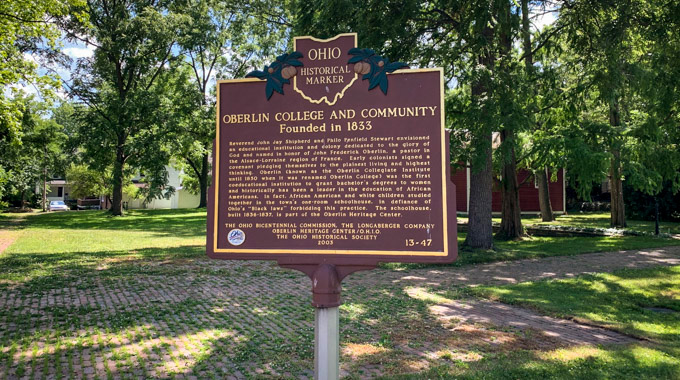 OHIO
HISTORICAL
MARKER
OBERLIN COLLEGE AND COMMUNITY
Founded in 1833
Reverend John Jay Shipherd and Philo Penfield Stewart envisioned
an educational institution and colony dedicated to the glory of
God and named in honor of John Frederick Oberlin, a pastor in
the Alsace-Lorraine region of France. Early colonists signed a
covenant pledging themselves to the plainest living and highest
thinking. Oberlin (known as the Oberlin Collegiate Institute
until 1850 when it was renamed Oberlin College) was the first
coeducational institution to grant bachelor's degrees to women
and historically has been a leader in the education of African
Americans. In fact, African American and white children studied
together in the town's one-room schoolhouse, in defiance of
Ohio's "Black Laws" forbidding this practice. The schoolhouse,
built 1836-1837, is part of the Oberlin Heritage Center.
THE OHIO BICENTENNIAL COMMISSION, THE LONGABERGER COMPANY
OBERLIN HERITAGE CENTER/O.H.I.O.
THE OHIO HISTORICAL SOCIETY
2003
13-47